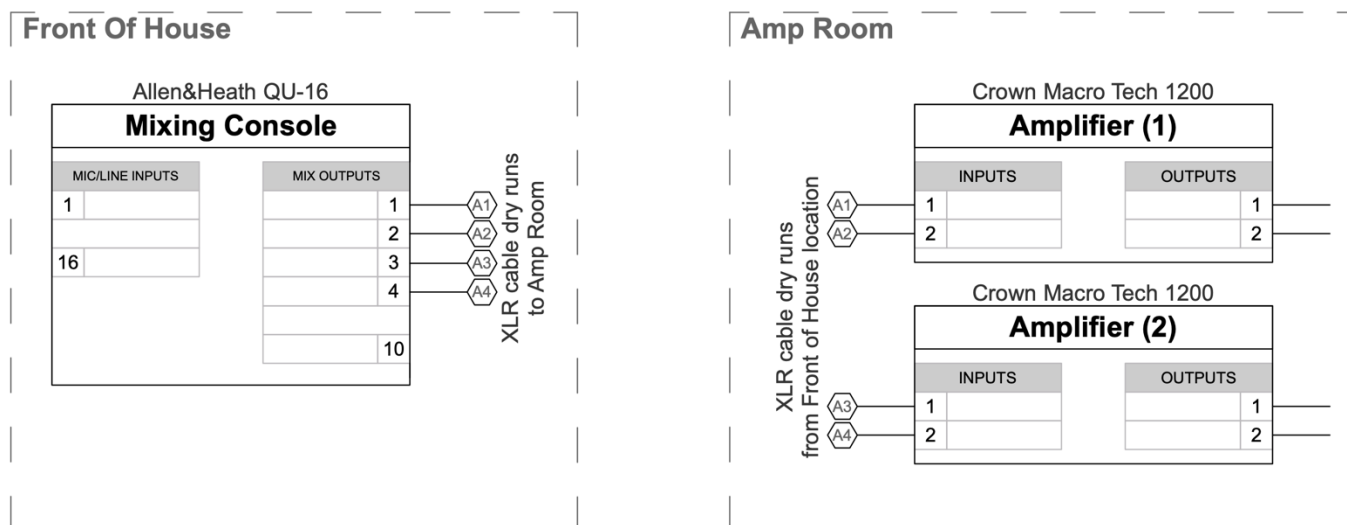 Front Of House
Allen&Heath QU-16
Mixing Console
MIC/LINE INPUTS
1
16
MIX OUTPUTS
1
2
3
4
10
A1
A2
A3
A4
XLR cable dry runs
to Amp Room
Amp Room
XLR cable dry runs
from Front of House location
Crown Macro Tech 1200
Amplifier (1)
A1
A2
INPUTS
1
2
OUTPUTS
1
2
Crown Macro Tech 1200
Amplifier (2)
A3
A4
INPUTS
1
2
OUTPUTS
1
2